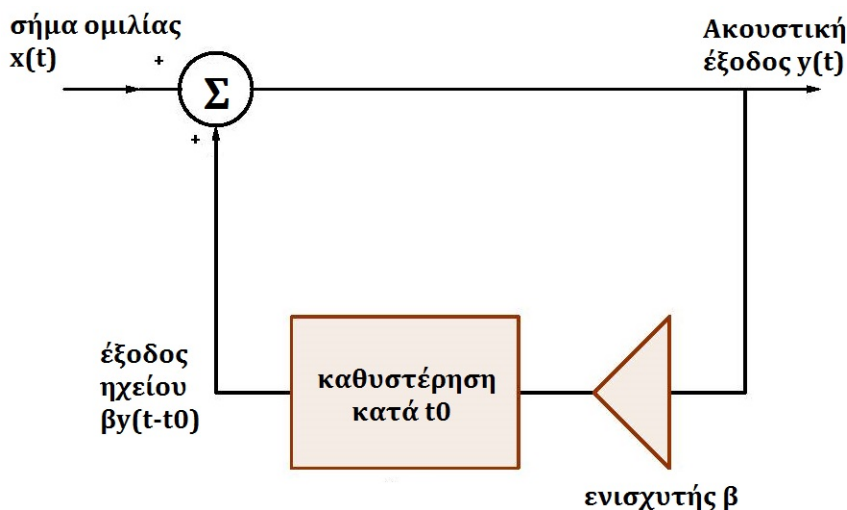 σήμα ομιλίας
x(t)
+
Σ
+
Ακουστική
έξοδος y(t)
έξοδος
ηχείου
βy(t-t0)
καθυστέρηση
κατά t0
ενισχυτής β